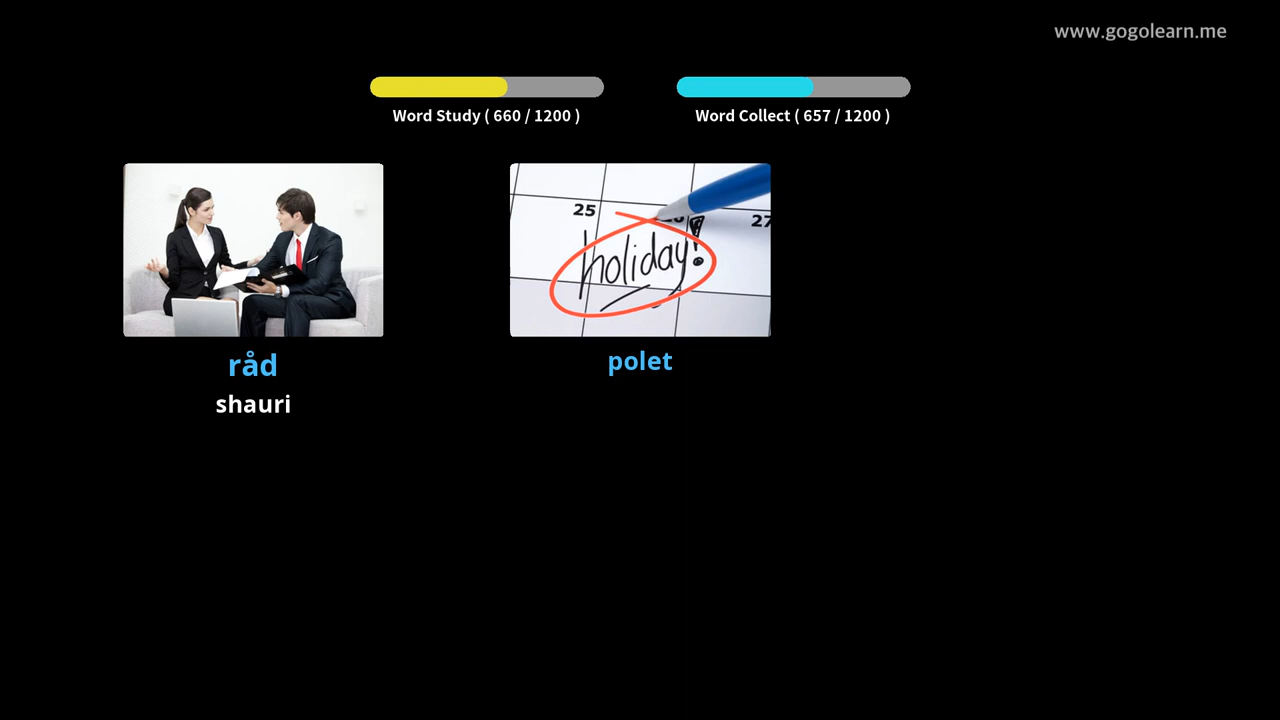 www.gogolearn.me
Word Study ( 660 / 1200 )
Word Collect ( 657 / 1200 )
25
27
holiday!
råd
polet
shauri